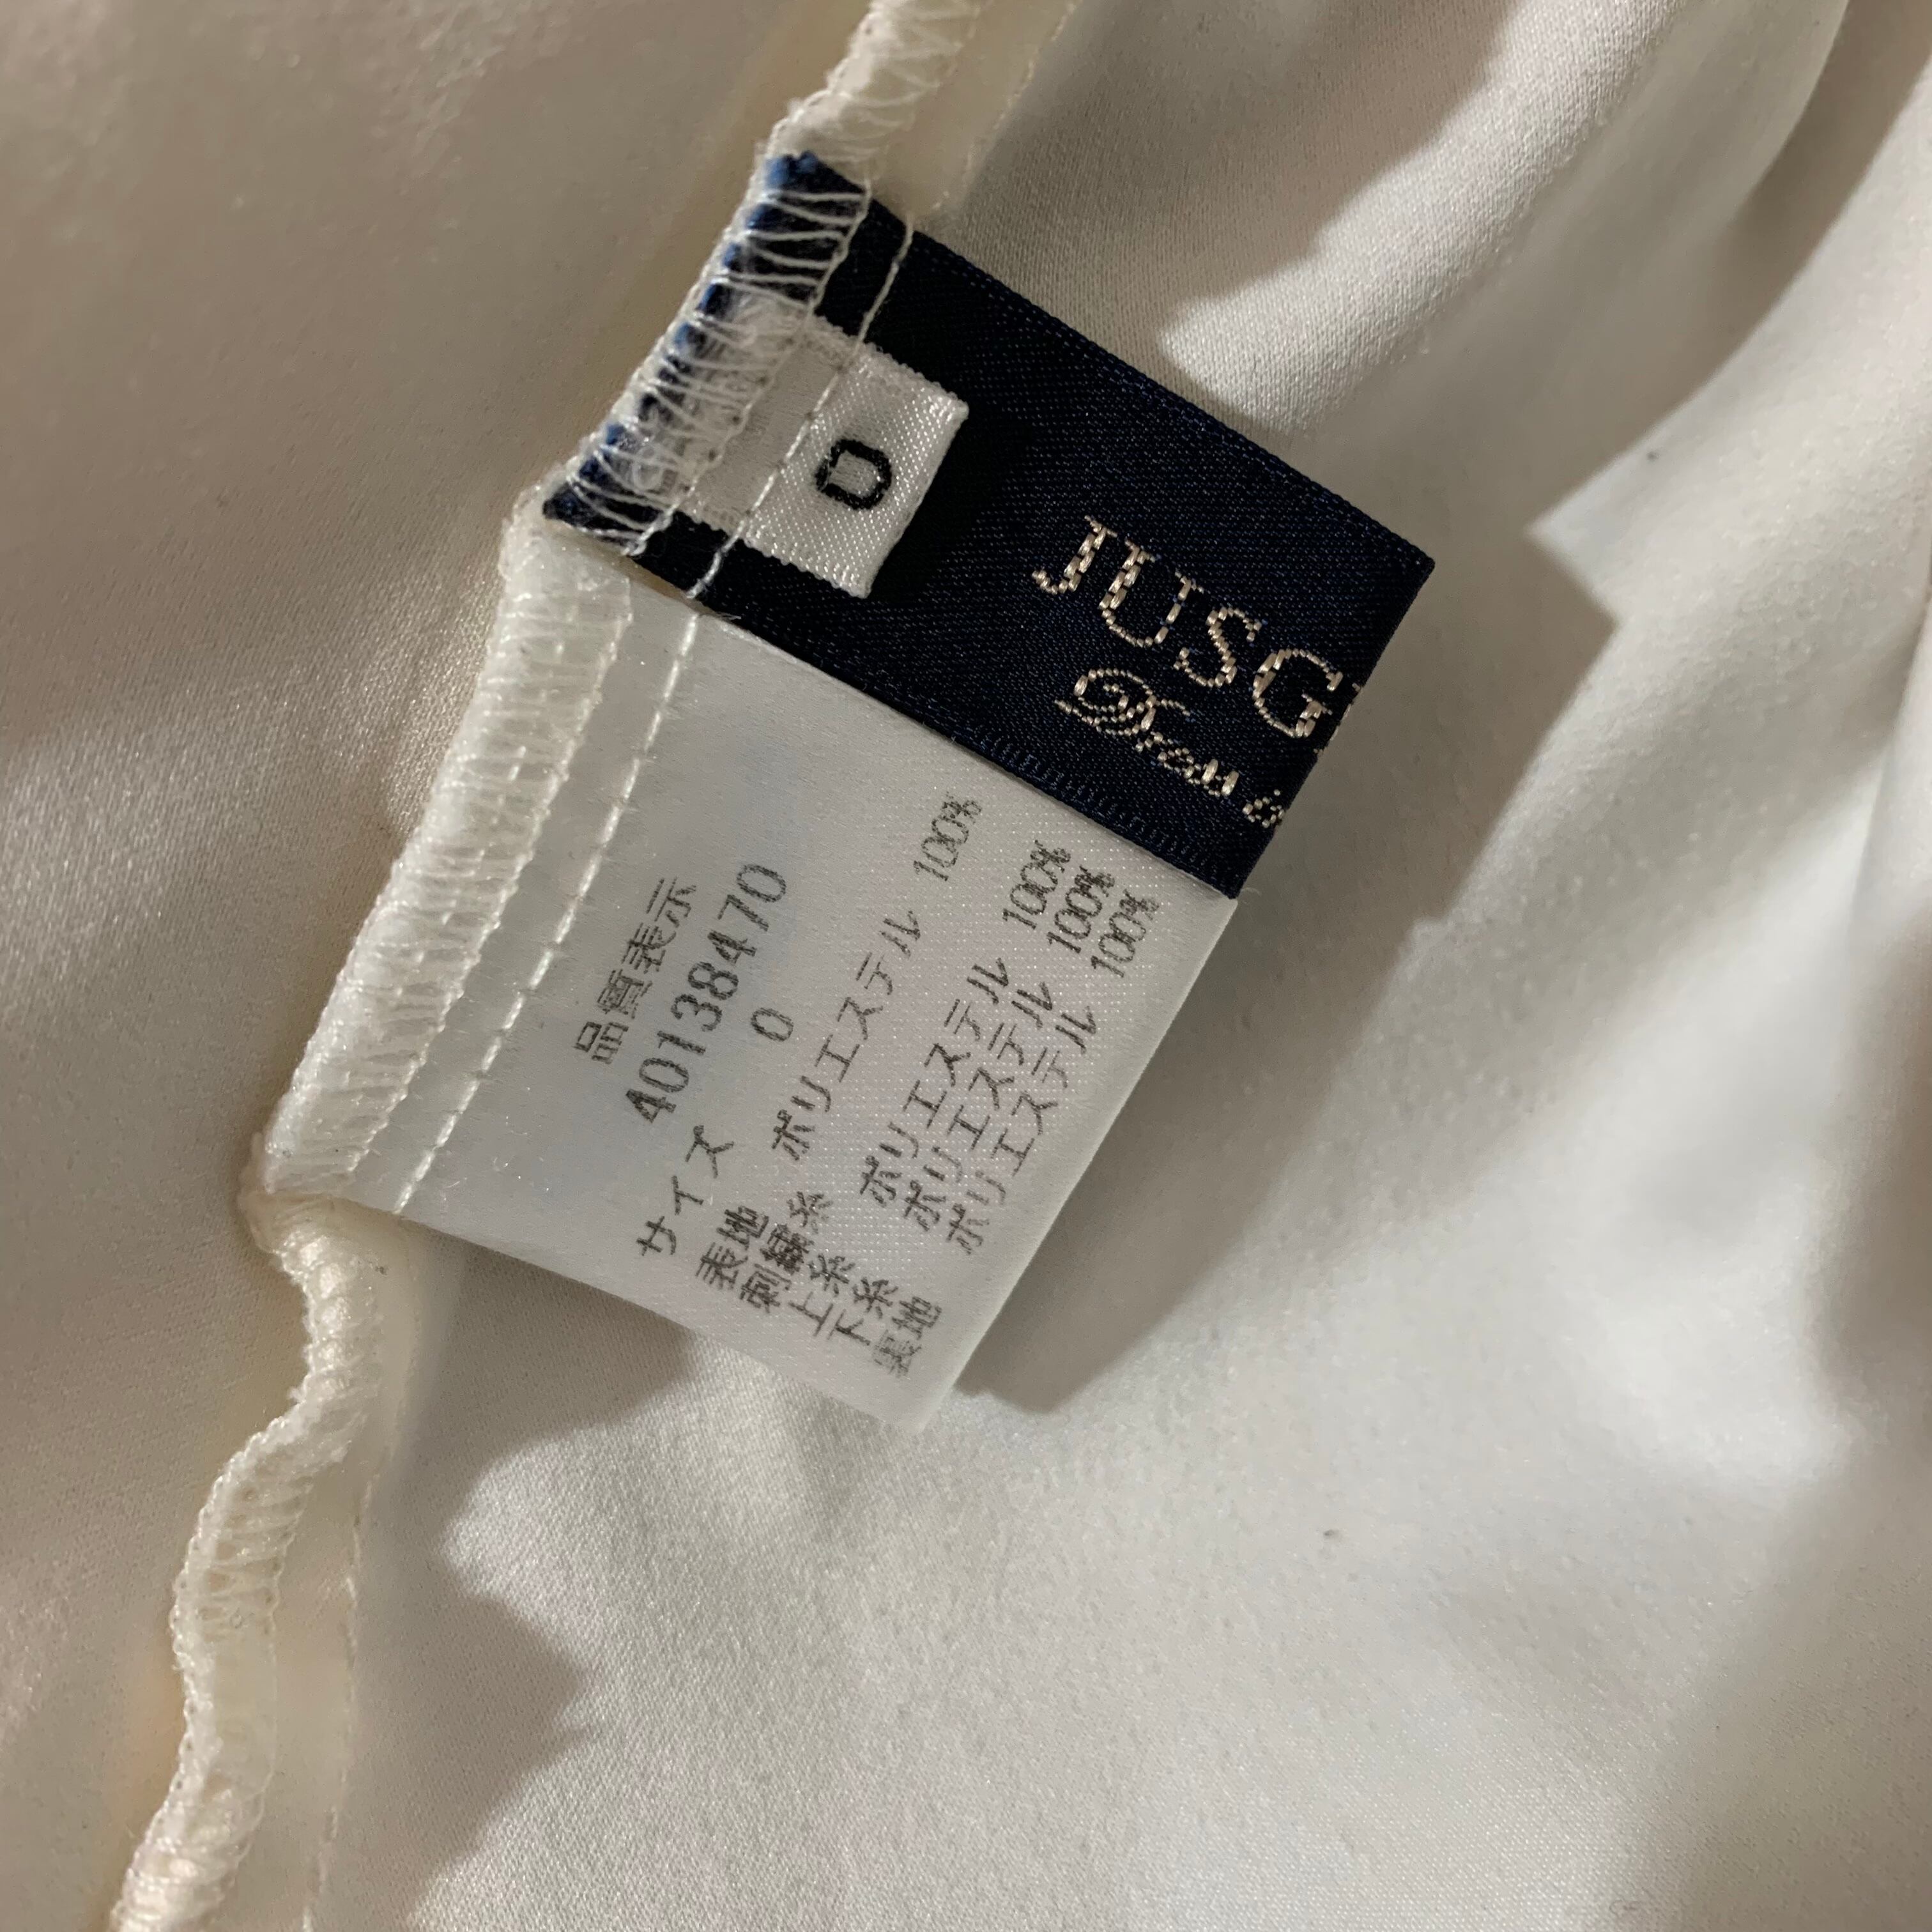 0
JUSG
Dress
品質表示
40138470
サイズ 0
表地 ポリエステル 100%
刺繍糸
上糸 ポリエステル 100%
下糸 ポリエステル 100%
裏地 ポリエステル 100%